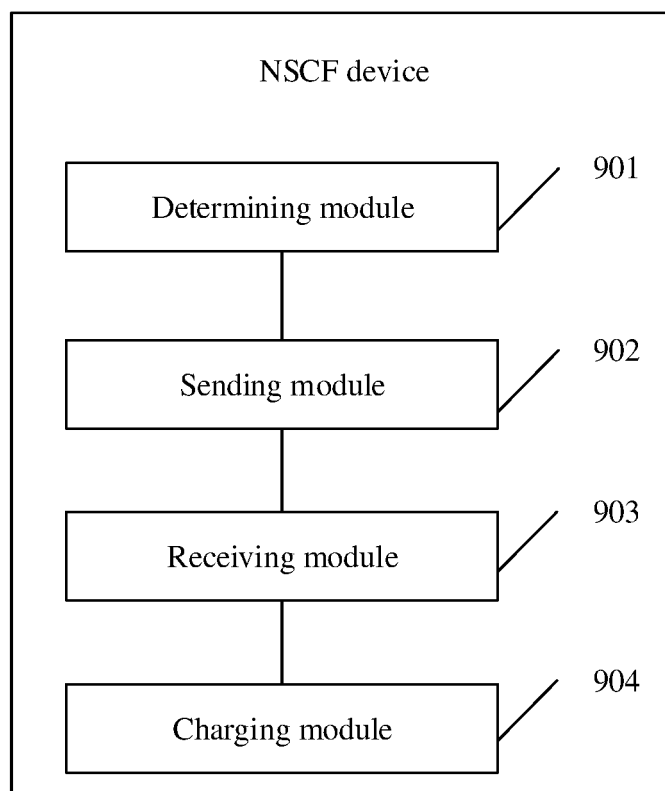 NSCF device
901
Determining module
902
Sending module
903
Receiving module
904
Charging module